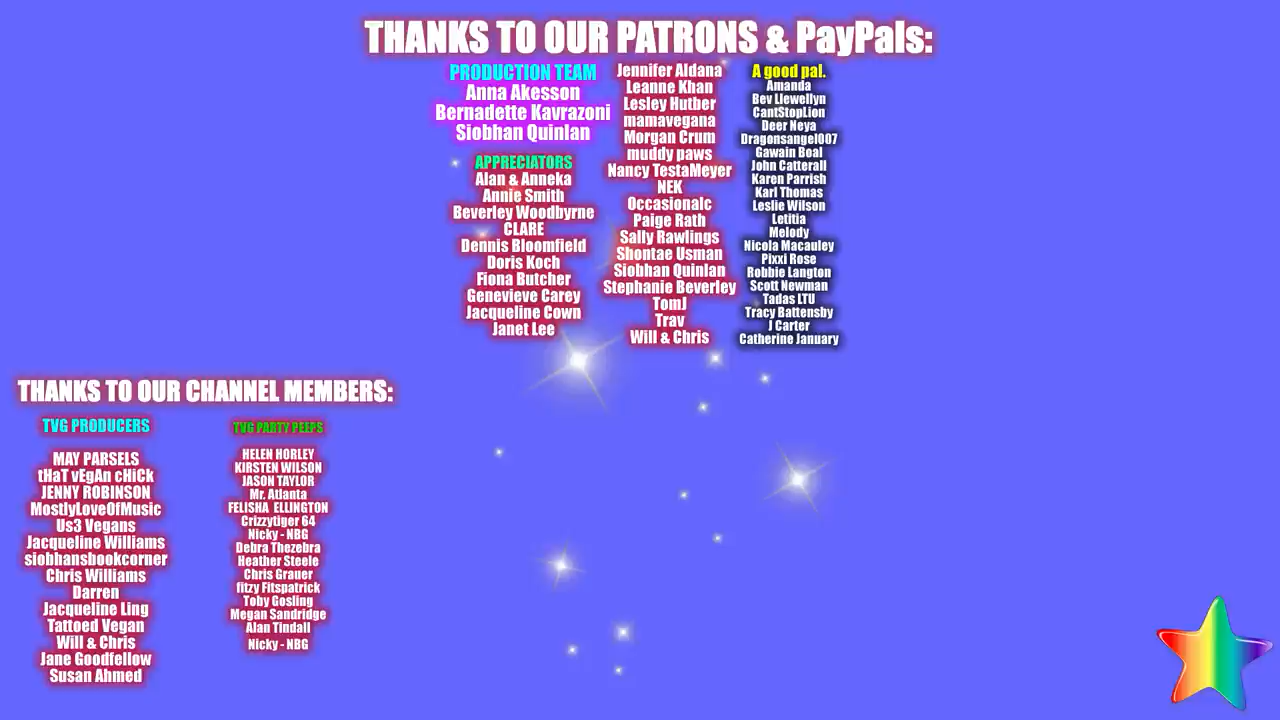 THANKS TO OUR PATRONS & PayPals:
PRODUCTION TEAM
Anna Akesson
Bernadette Kavrazoni
Siobhan Quinlan
APPRECIATORS
Alan & Anneka
Annie Smith
Beverley Woodbyrne
CLARE
Dennis Bloomfield
Doris Koch
Fiona Butcher
Genevieve Carey
Jacqueline Cown
Janet Lee
Jennifer Aldana
Leanne Khan
Lesley Hutber
mamavegana
Morgan Crum
muddy paws
Nancy TestaMeyer
NEK
Occasionalc
Paige Rath
Sally Rawlings
Shontae Usman
Siobhan Quinlan
Stephanie Beverley
TomJ
Trav
Will & Chris
A good pal.
Amanda
Bev Llewellyn
CantStopLion
Deer Neya
Dragonsangel007
Gawain Boal
John Catterall
Karen Parrish
Karl Thomas
Leslie Wilson
Letitia
Melody
Nicola Macauley
Pixxi Rose
Robbie Langton
Scott Newman
Tadas LTU
Tracy Battensby
J Carter
Catherine January
THANKS TO OUR CHANNEL MEMBERS:
TVG PRODUCERS
MAY PARSELS
tHaT vEgAn cHiCk
JENNY ROBINSON
MostlyLoveOfMusic
Us3 Vegans
Jacqueline Williams
siobhansbookcorner
Chris Williams
Darren
Jacqueline Ling
Tattoed Vegan
Will & Chris
Jane Goodfellow
Susan Ahmed
TVG PARTY PEEPS
HELEN HORLEY
KIRSTEN WILSON
JASON TAYLOR
Mr. Atlanta
FELISHA ELLINGTON
Crizzytiger 64
Nicky - NBG
Debra Thezebra
Heather Steele
Chris Grauer
fitzy Fitspatrick
Toby Gosling
Megan Sandridge
Alan Tindall
Nicky - NBG